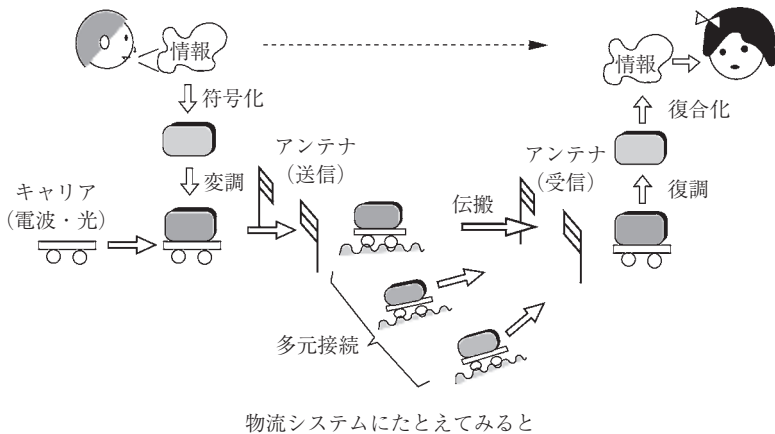 情報
符号化
変調
キャリア
（電波・光）
アンテナ
（送信）
伝搬
多元接続
アンテナ
（受信）
復調
復合化
情報
物流システムにたとえてみると